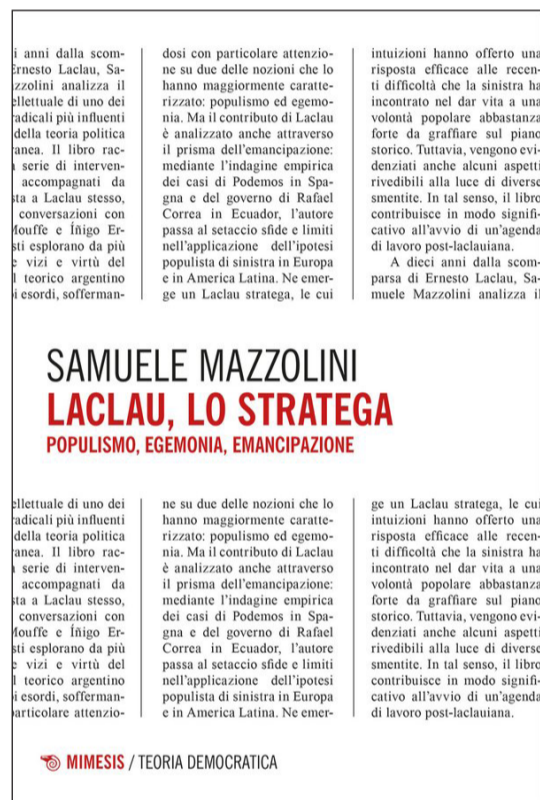 i anni dalla scom-
Ernesto Laclau, Sa-
zzolini analizza il
ellettuale di uno dei
radicali più influenti
della teoria politica
ranea. Il libro rac-
serie di interven-
accompagnati da
sta a Laclau stesso,
conversazioni con
Mouffe e Íñigo Er-
sti esplorano da più
e vizi e virtù del
l teorico argentino
i esordi, sofferman-
dosi con particolare attenzio-
ne su due delle nozioni che lo
hanno maggiormente caratte-
rizzato: populismo ed egemo-
nia. Ma il contributo di Laclau
è analizzato anche attraverso
il prisma dell'emancipazione:
mediante l'indagine empirica
dei casi di Podemos in Spa-
gna e del governo di Rafael
Correa in Ecuador, l'autore
passa al setaccio sfide e limiti
nell'applicazione dell'ipotesi
populista di sinistra in Europa
e in America Latina. Ne emer-
ge un Laclau stratega, le cui
intuizioni hanno offerto una
risposta efficace alle recen-
ti difficoltà che la sinistra ha
incontrato nel dar vita a una
volontà popolare abbastanza
forte da graffiare sul piano
storico. Tuttavia, vengono evi-
denziati anche alcuni aspetti
rivedibili alla luce di diverse
smentite. In tal senso, il libro
contribuisce in modo signifi-
cativo all'avvio di un'agenda
di lavoro post-laclauiana.
A dieci anni dalla scom-
parsa di Ernesto Laclau, Sa-
muele Mazzolini analizza il
SAMUELE MAZZOLINI
LACLAU, LO STRATEGA
POPULISMO, EGEMONIA, EMANCIPAZIONE
ellettuale di uno dei
radicali più influenti
della teoria politica
ranea. Il libro rac-
serie di interven-
accompagnati da
sta a Laclau stesso,
conversazioni con
Mouffe e Íñigo Er-
sti esplorano da più
e vizi e virtù del
l teorico argentino
i esordi, sofferman-
particolare attenzio-
ne su due delle nozioni che lo
hanno maggiormente caratte-
rizzato: populismo ed egemo-
nia. Ma il contributo di Laclau
è analizzato anche attraverso
il prisma dell'emancipazione:
mediante l'indagine empirica
dei casi di Podemos in Spa-
gna e del governo di Rafael
Correa in Ecuador, l'autore
passa al setaccio sfide e limiti
nell'applicazione dell'ipotesi
populista di sinistra in Europa
e in America Latina. Ne emer-
ge un Laclau stratega, le cui
intuizioni hanno offerto una
risposta efficace alle recen-
ti difficoltà che la sinistra ha
incontrato nel dar vita a una
volontà popolare abbastanza
forte da graffiare sul piano
storico. Tuttavia, vengono evi-
denziati anche alcuni aspetti
rivedibili alla luce di diverse
smentite. In tal senso, il libro
contribuisce in modo signifi-
cativo all'avvio di un'agenda
di lavoro post-laclauiana.
MIMESIS / TEORIA DEMOCRATICA